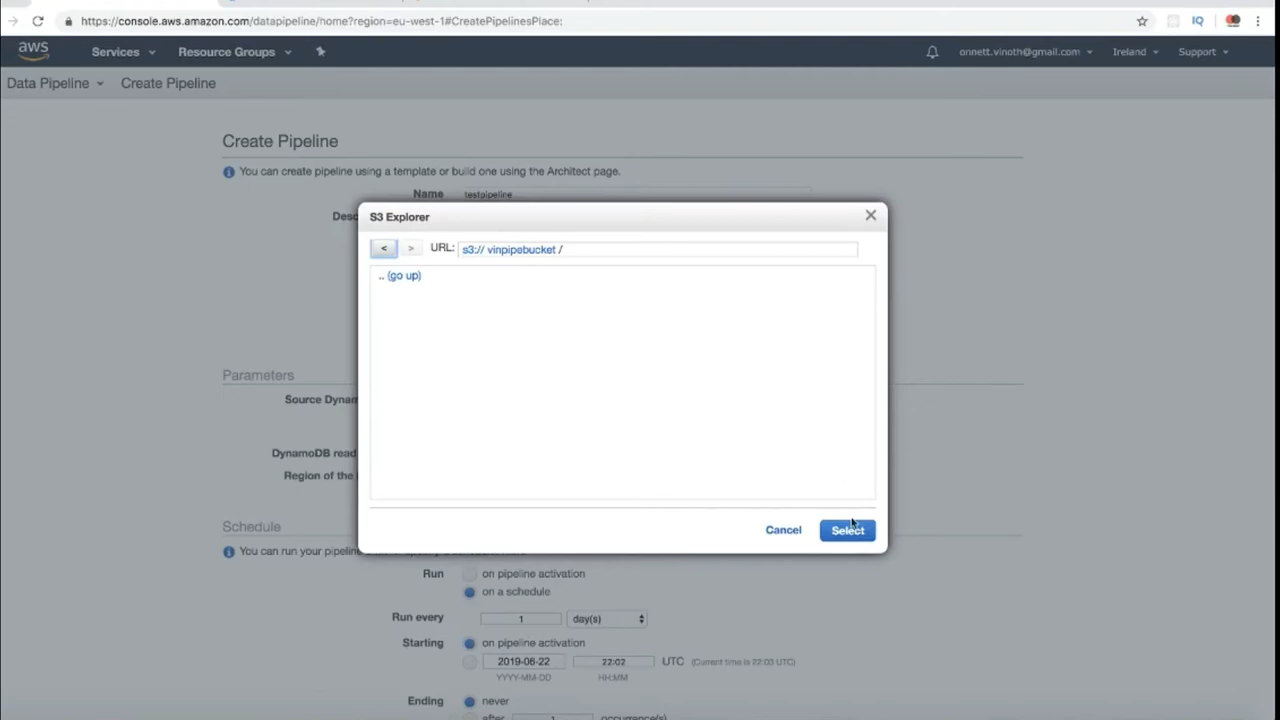 https://console.aws.amazon.com/datapipeline/home?region=eu-west-1#CreatePipelinesPlace:
IQ
aws Services Resource Groups onnett.vinoth@gmail.com Ireland Support
Data Pipeline Create Pipeline
Create Pipeline
You can create pipeline using a template or build one using the Architect page.
Name testpipeline
Desc
S3 Explorer
< > URL: s3:// vinpipebucket /
.. (go up)
Cancel Select
Parameters
Source Dynam
DynamoDB read
Region of the
Schedule
You can run your pipeline
Run on pipeline activation
on a schedule
Run every 1 day(s)
Starting on pipeline activation
2019-06-22 22:02 UTC (Current time is 22:03 UTC)
YYYY-MM-DD HH:MM
Ending never
after 1 occurrence(s)